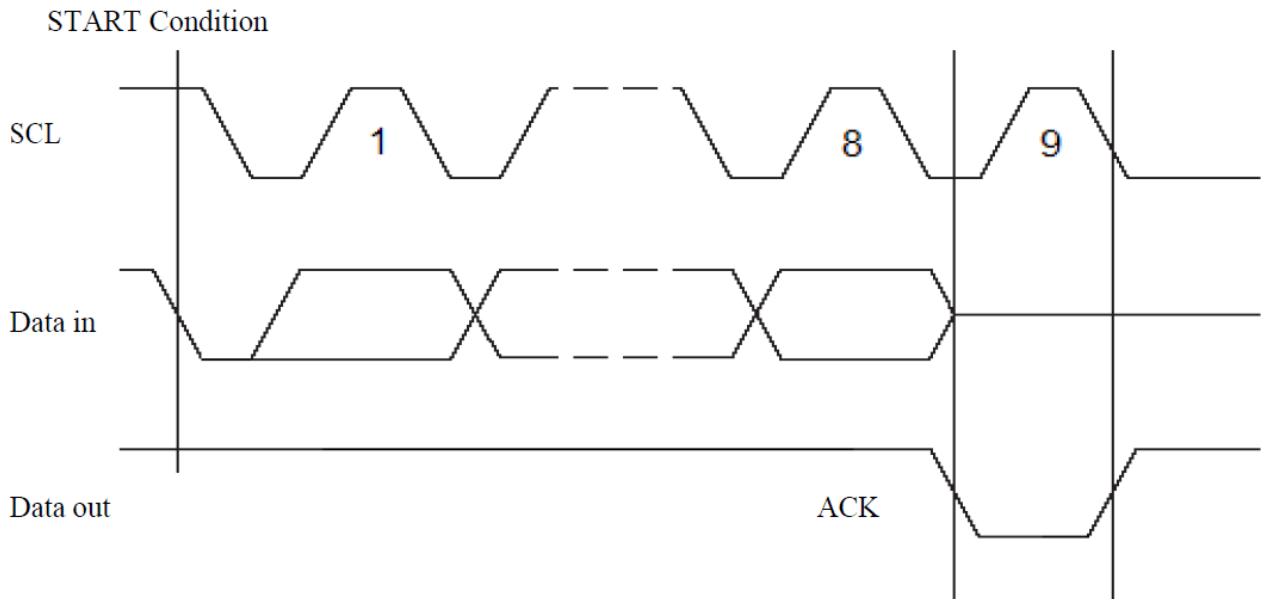 START Condition
SCL
1
8
9
Data in
Data out
ACK